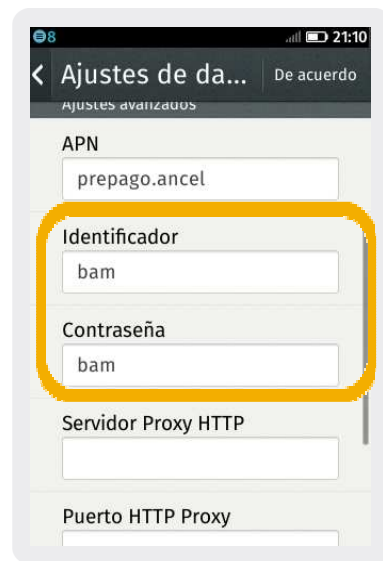 8 21:10
Ajustes de da... De acuerdo
Ajustes avanzados
APN
prepago.ancel
Identificador
bam
Contraseña
bam
Servidor Proxy HTTP
Puerto HTTP Proxy